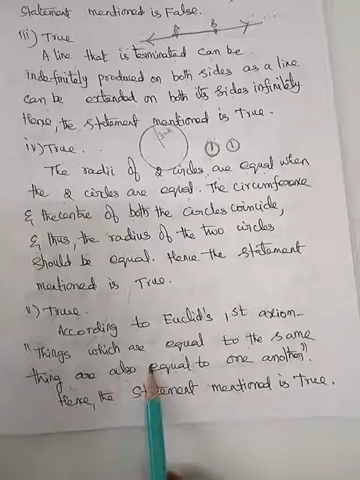 Statement mentioned is False.
iii) True
A line that is terminated can be
Indefinitely produced on both sides as a line
can be extended on both its sides infinitely.
Hence, the statement mentioned is True.
iv) True.
The radii of 2 circles are equal when
the 2 circles are equal. The circumference
& the centre of both the Circles coincide,
& thus, the radius of the two circles
should be equal. Hence the statement
mentioned is True.
v) True.
According to Euclid's 1st axiom-
"things which are equal to the same
thing are also equal to one another".
Hence, the statement mentioned is True.